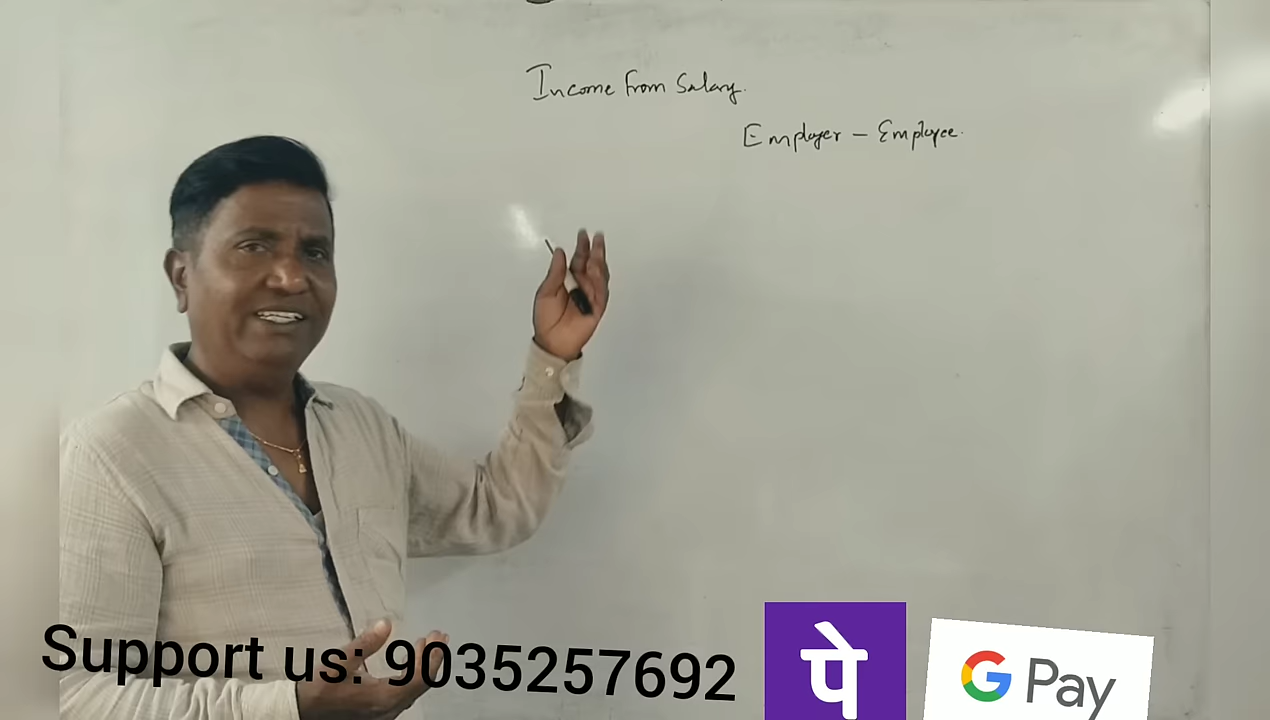 Income From Salary.
Employer – Employee.
Support us: 9035257692
पे
G Pay